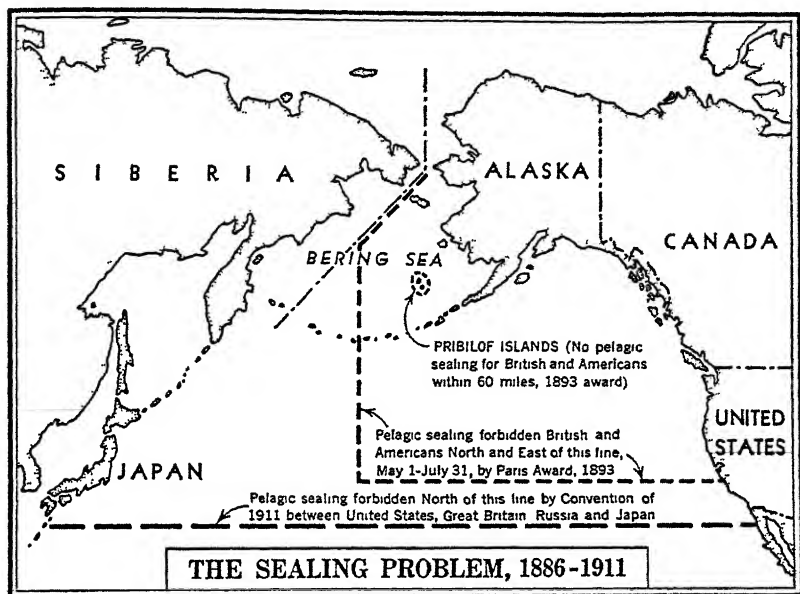 SIBERIA
ALASKA
CANADA
BERING SEA
PRIBILOF ISLANDS (No pelagic
sealing for British and Americans
within 60 miles, 1893 award)
UNITED
STATES
Pelagic sealing forbidden British and
Americans North and East of this line,
May 1-July 31, by Paris Award, 1893
JAPAN
Pelagic sealing forbidden North of this line by Convention of
1911 between United States, Great Britain Russia and Japan
THE SEALING PROBLEM, 1886-1911